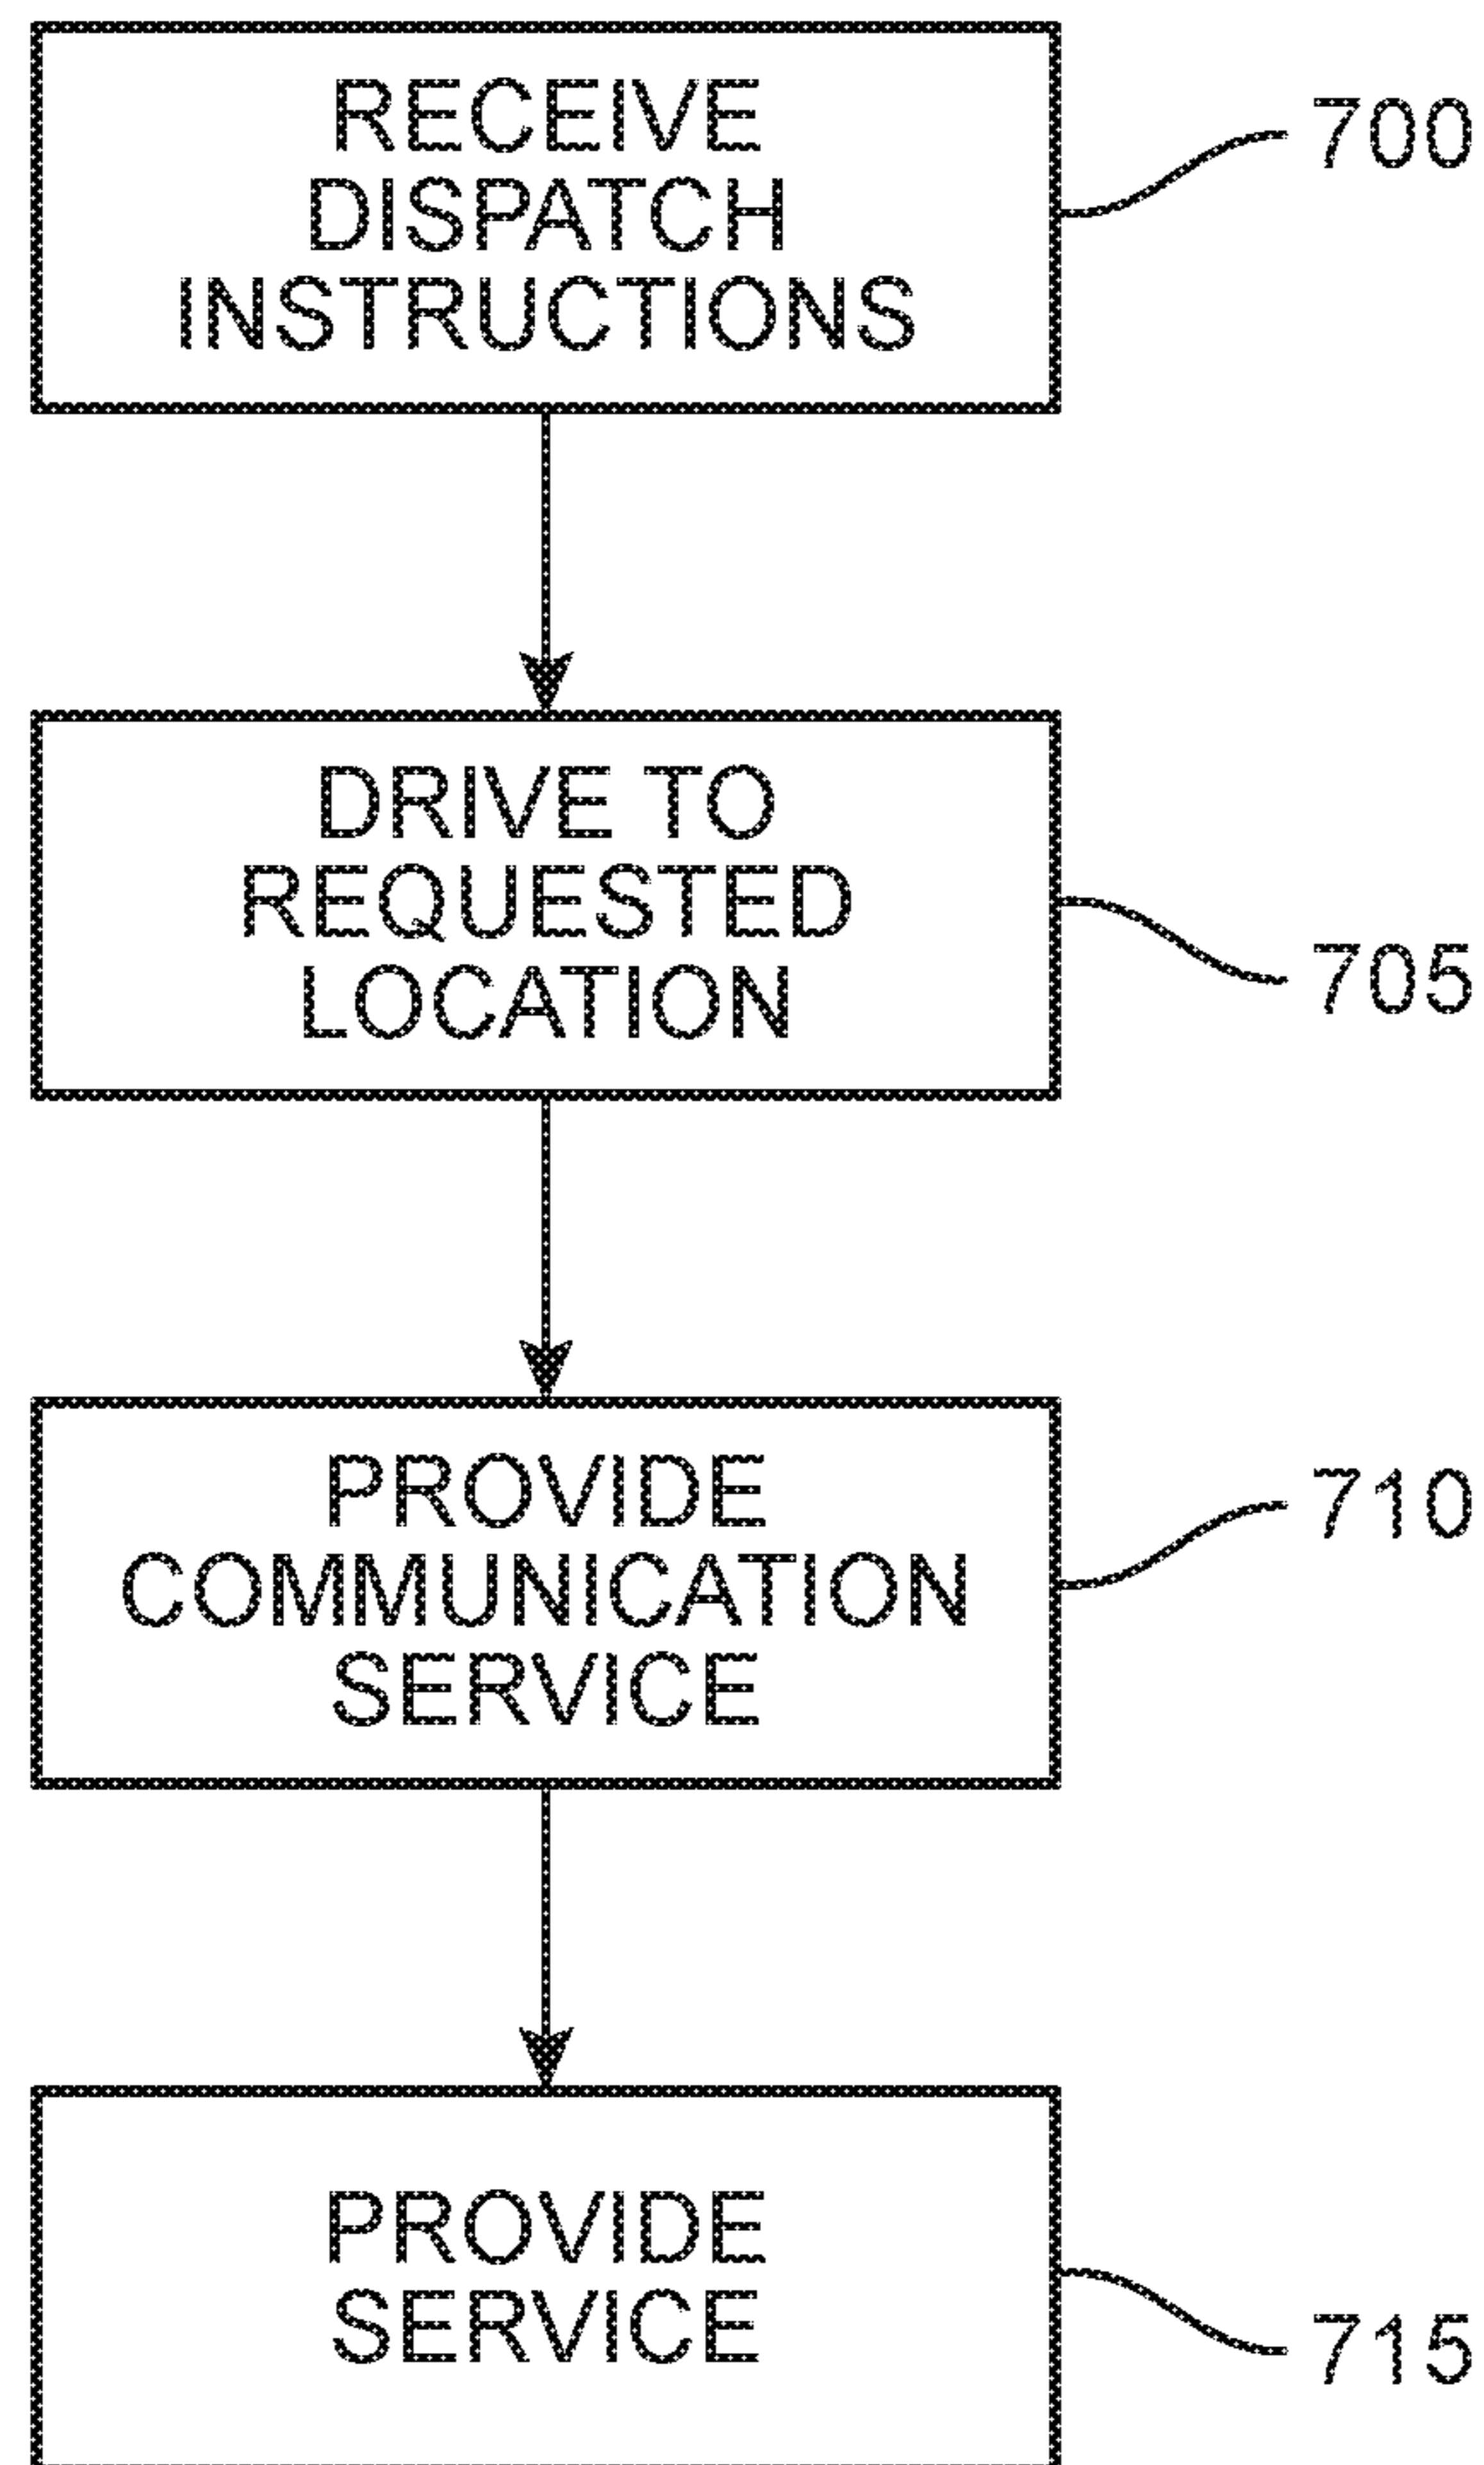 RECEIVE
DISPATCH
INSTRUCTIONS
700
DRIVE TO
REQUESTED
LOCATION
705
PROVIDE
COMMUNICATION
SERVICE
710
PROVIDE
SERVICE
715